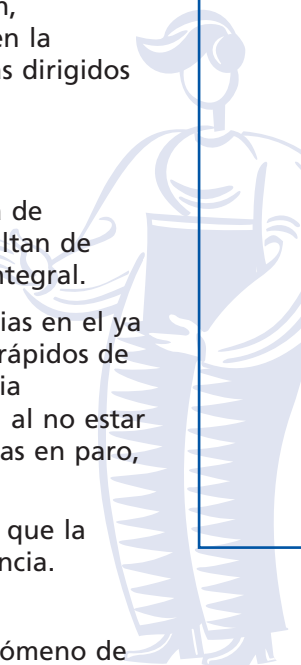 en la
s dirigidos
de
ltan de
ntegral.
ias en el ya
rápidos de
ia
al no estar
as en paro,
que la
ncia.
ómeno de